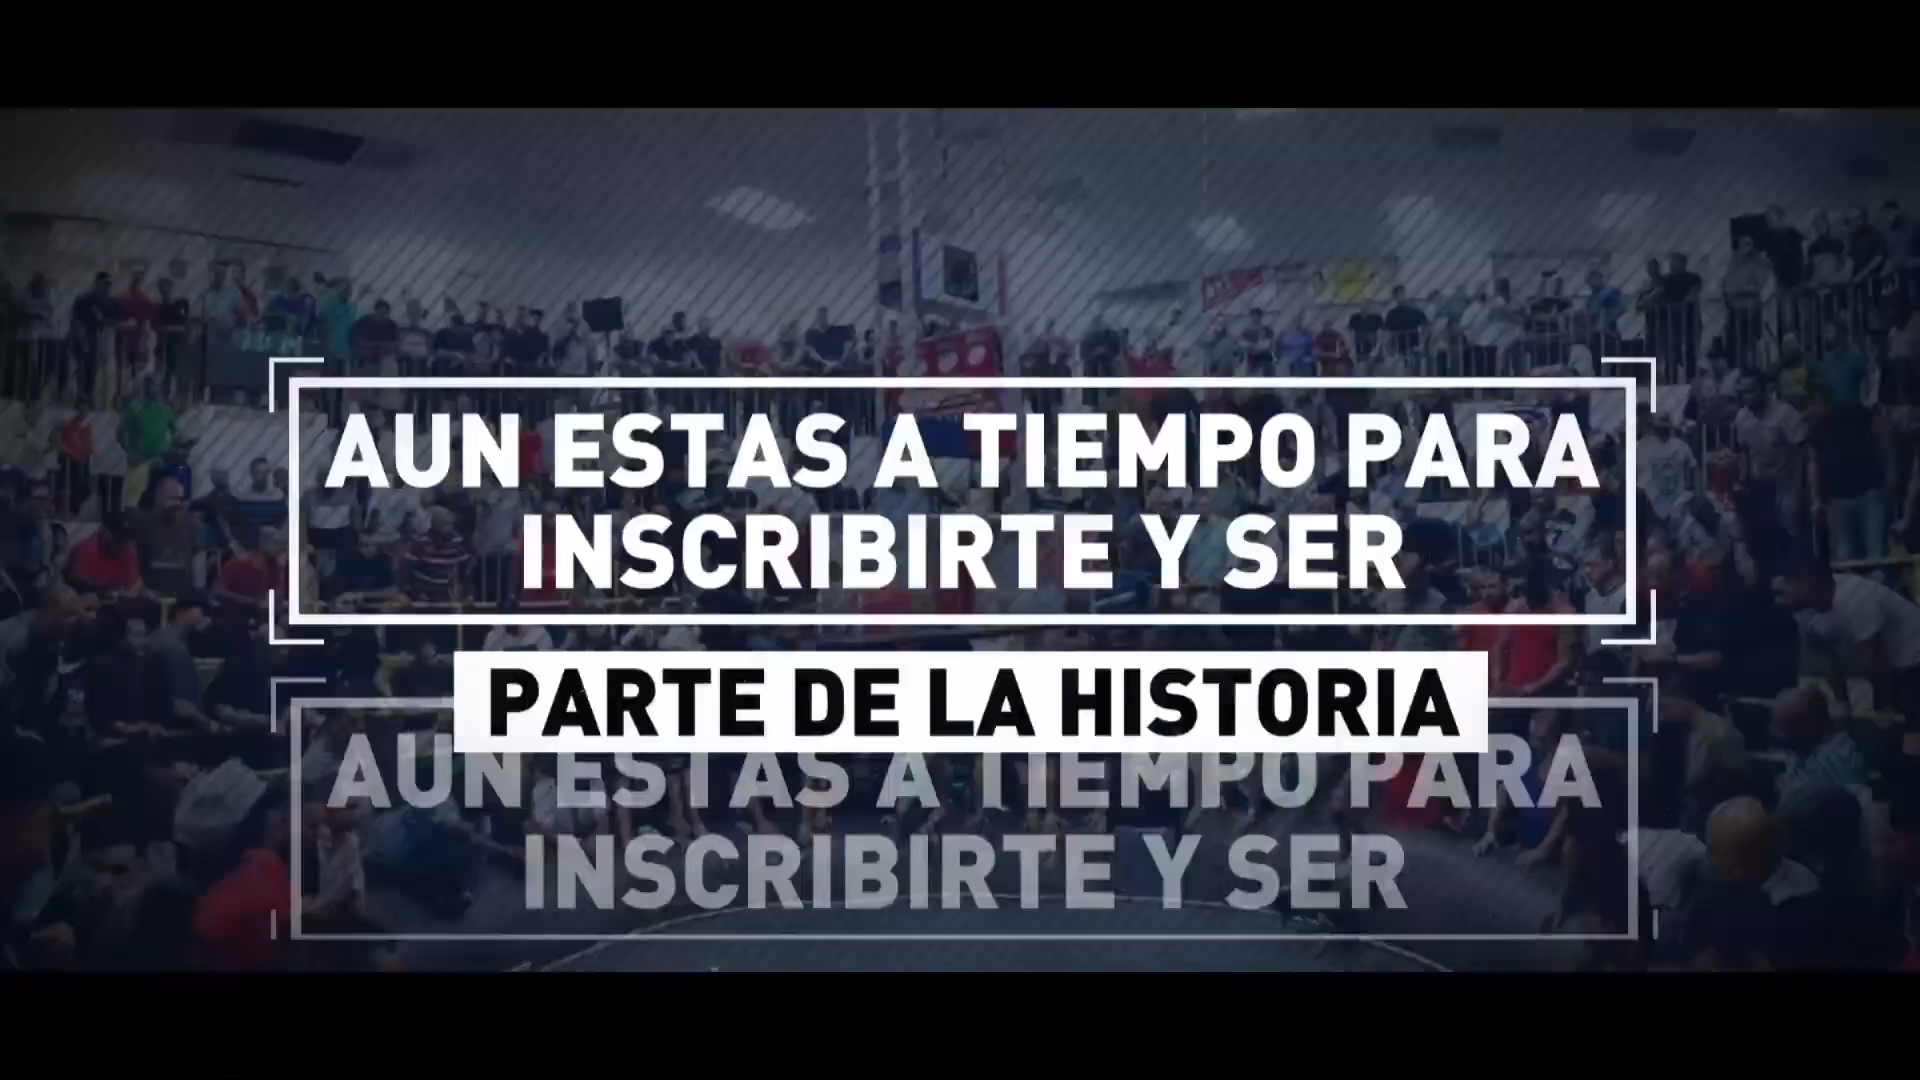 AUN ESTAS A TIEMPO PARA
INSCRIBIRTE Y SER
PARTE DE LA HISTORIA
AUN ESTAS A TIEMPO PARA
INSCRIBIRTE Y SER